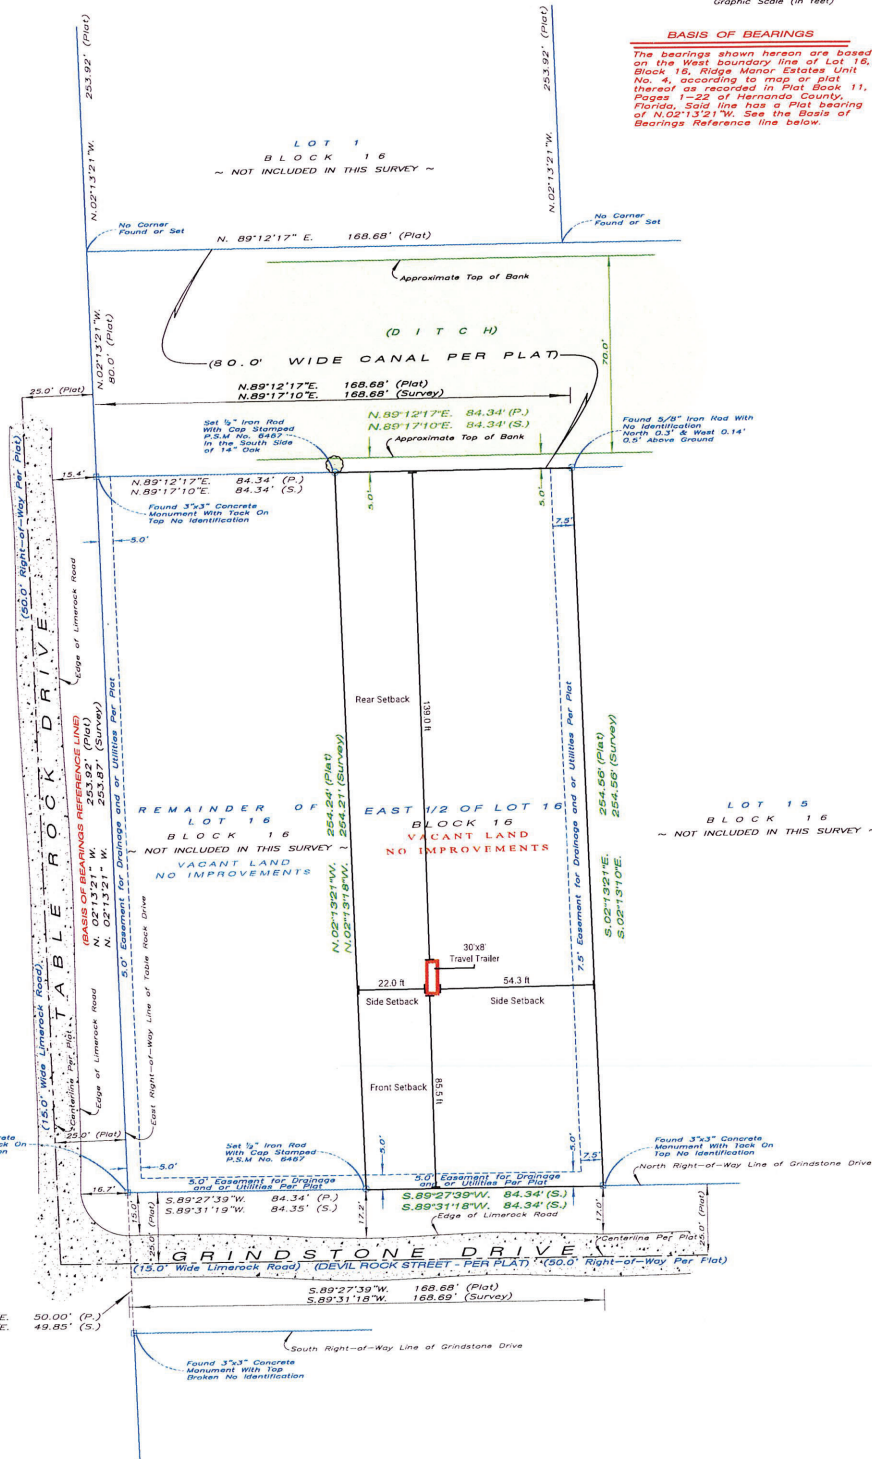 Graphic Scale (In feet)
BASIS OF BEARINGS
The bearings shown hereon are based
on the West boundary line of Lot 16,
Block 16, Ridge Manor Estates Unit
No. 4, according to map or plat
thereof as recorded in Plat Book 11,
Pages 1-22 of Hernando County,
Florida, Said line has a Plat bearing
of N.02°13'21"W. See the Basis of
Bearings Reference line below.
N.02°13'21"W. 253.92' (Plat)
N.02°13'21"W. 253.92' (Plat)
LOT 1
BLOCK 16
~ NOT INCLUDED IN THIS SURVEY ~
No Corner
Found or Set
No Corner
Found or Set
N. 89°12'17" E. 168.68' (Plat)
Approximate Top of Bank
(DITCH)
(80.0' WIDE CANAL PER PLAT)
70.0'
N.02°13'21"W.
80.0' (Plat)
25.0' (Plat)
N.89°12'17"E. 168.68' (Plat)
N.89°17'10"E. 168.68' (Survey)
N.89°12'17"E. 84.34' (P.)
N.89°17'10"E. 84.34' (S.)
Approximate Top of Bank
Set ½" Iron Rod
With Cap Stamped
P.S.M No. 6467
In the South Side
of 14" Oak
Found 5/8" Iron Rod With
No Identification
North 0.3' & West 0.14'
0.5' Above Ground
15.4'
N.89°12'17"E. 84.34' (P.)
N.89°17'10"E. 84.34' (S.)
5.0'
5.0'
Found 3"x3" Concrete
Monument With Tack On
Top No Identification
7.5'
5.0'
(50.0' Right-of-Way Per Plat)
Edge of Limerock Road
TABLE ROCK DRIVE
(15.0' Wide Limerock Road)
Centerline Per Plat
Edge of Limerock Road
(BASIS OF BEARINGS REFERENCE LINE)
N. 02°13'21" W. 253.92' (Plat)
N. 02°13'21" W. 253.87' (Survey)
5.0' Easement for Drainage and or Utilities Per Plat
East Right-of-Way Line of Table Rock Drive
REMAINDER OF
LOT 16
BLOCK 16
~ NOT INCLUDED IN THIS SURVEY ~
VACANT LAND
NO IMPROVEMENTS
N.02°13'21"W. 254.24' (Plat)
N.02°13'18"W. 254.21' (Survey)
Rear Setback
139.0 ft
EAST 1/2 OF LOT 16
BLOCK 16
VACANT LAND
NO IMPROVEMENTS
7.5' Easement for Drainage and or Utilities Per Plat
S.02°13'21"E. 254.56' (Plat)
S.02°13'10"E. 254.56' (Survey)
LOT 15
BLOCK 16
~ NOT INCLUDED IN THIS SURVEY ~
30'x8'
Travel Trailer
22.0 ft
54.3 ft
Side Setback
Side Setback
Front Setback
85.5 ft
25.0' (Plat)
Set ½" Iron Rod
With Cap Stamped
P.S.M No. 6467
5.0'
5.0'
7.5'
Found 3"x3" Concrete
Monument With Tack On
Top No Identification
North Right-of-Way Line of Grindstone Drive
5.0'
5.0' Easement for Drainage
and or Utilities Per Plat
5.0' Easement for Drainage
and or Utilities Per Plat
16.7'
S.89°27'39"W. 84.34' (P.)
S.89°31'19"W. 84.35' (S.)
S.89°27'39"W. 84.34' (S.)
S.89°31'18"W. 84.34' (S.)
15.0'
25.0' (Plat)
17.2'
Edge of Limerock Road
17.0'
Centerline Per Plat
25.0' (Plat)
GRINDSTONE DRIVE
(15.0' Wide Limerock Road) (DEVIL ROCK STREET - PER PLAT) (50.0' Right-of-Way Per Plat)
S.89°27'39"W. 168.68' (Plat)
S.89°31'18"W. 168.69' (Survey)
E. 50.00' (P.)
E. 49.85' (S.)
South Right-of-Way Line of Grindstone Drive
Found 3"x3" Concrete
Monument With Top
Broken No Identification